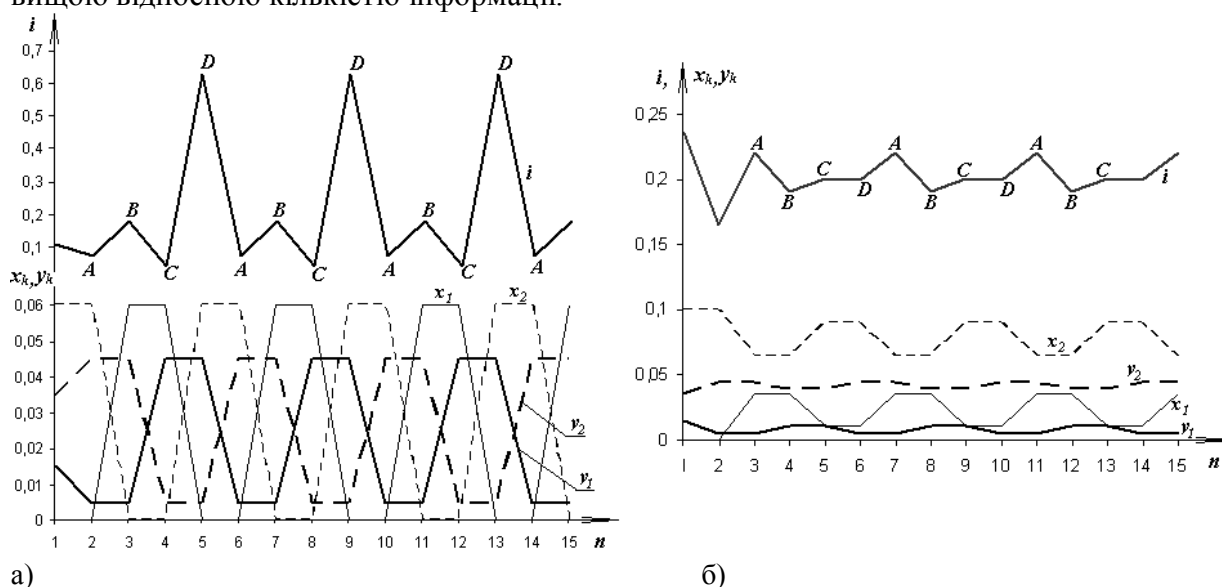 вищою відносною кількістю інформації.
i
i, xₖ,yₖ
0,7
D D D
0,6
0,5
0,4
0,3
i
0,2
B B B
0,1
A C A C A C A
xₖ,yₖ
0,06
x₁ x₂
0,05
0,04
0,03
y₂
0,02
0,01
y₁
0
1 2 3 4 5 6 7 8 9 10 11 12 13 14 15 n
0,25
A A A
C C C
0,2
B D B D B i
0,15
0,1
x₂
0,05
y₂
x₁
y₁
0
1 2 3 4 5 6 7 8 9 10 11 12 13 14 15
n
а) б)